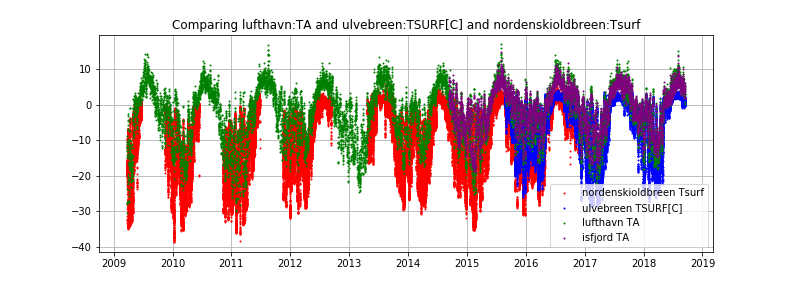 Comparing lufthavn:TA and ulvebreen:TSURF[C] and nordenskioldbreen:Tsurf
10
0
−10
−20
−30
−40
nordenskioldbreen Tsurf
ulvebreen TSURF[C]
lufthavn TA
isfjord TA
2009 2010 2011 2012 2013 2014 2015 2016 2017 2018 2019